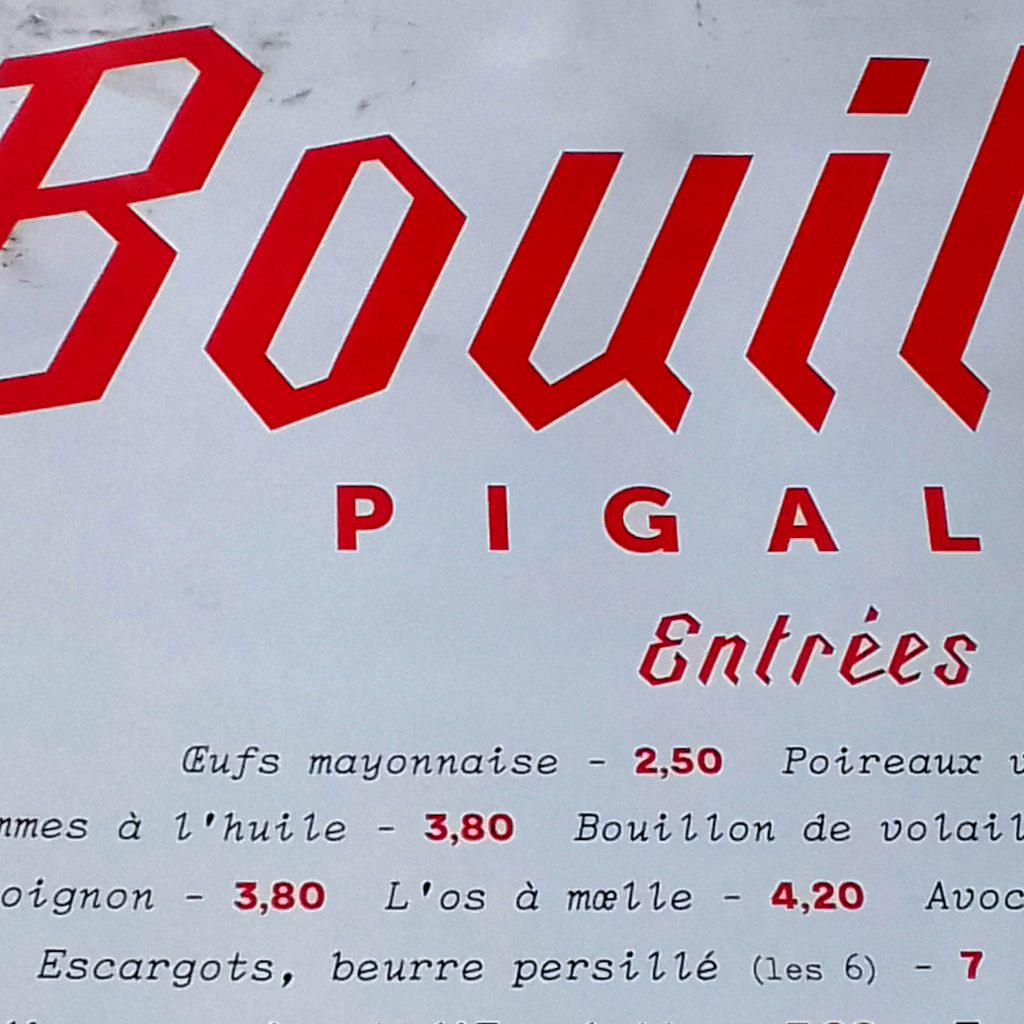 Bouil
PIGAL
Entrées
Œufs mayonnaise - 2,50 Poireaux
à l'huile - 3,80 Bouillon de volail
oignon - 3,80 L'os à mœlle - 4,20 Avoc
Escargots, beurre persillé (les 6) - 7